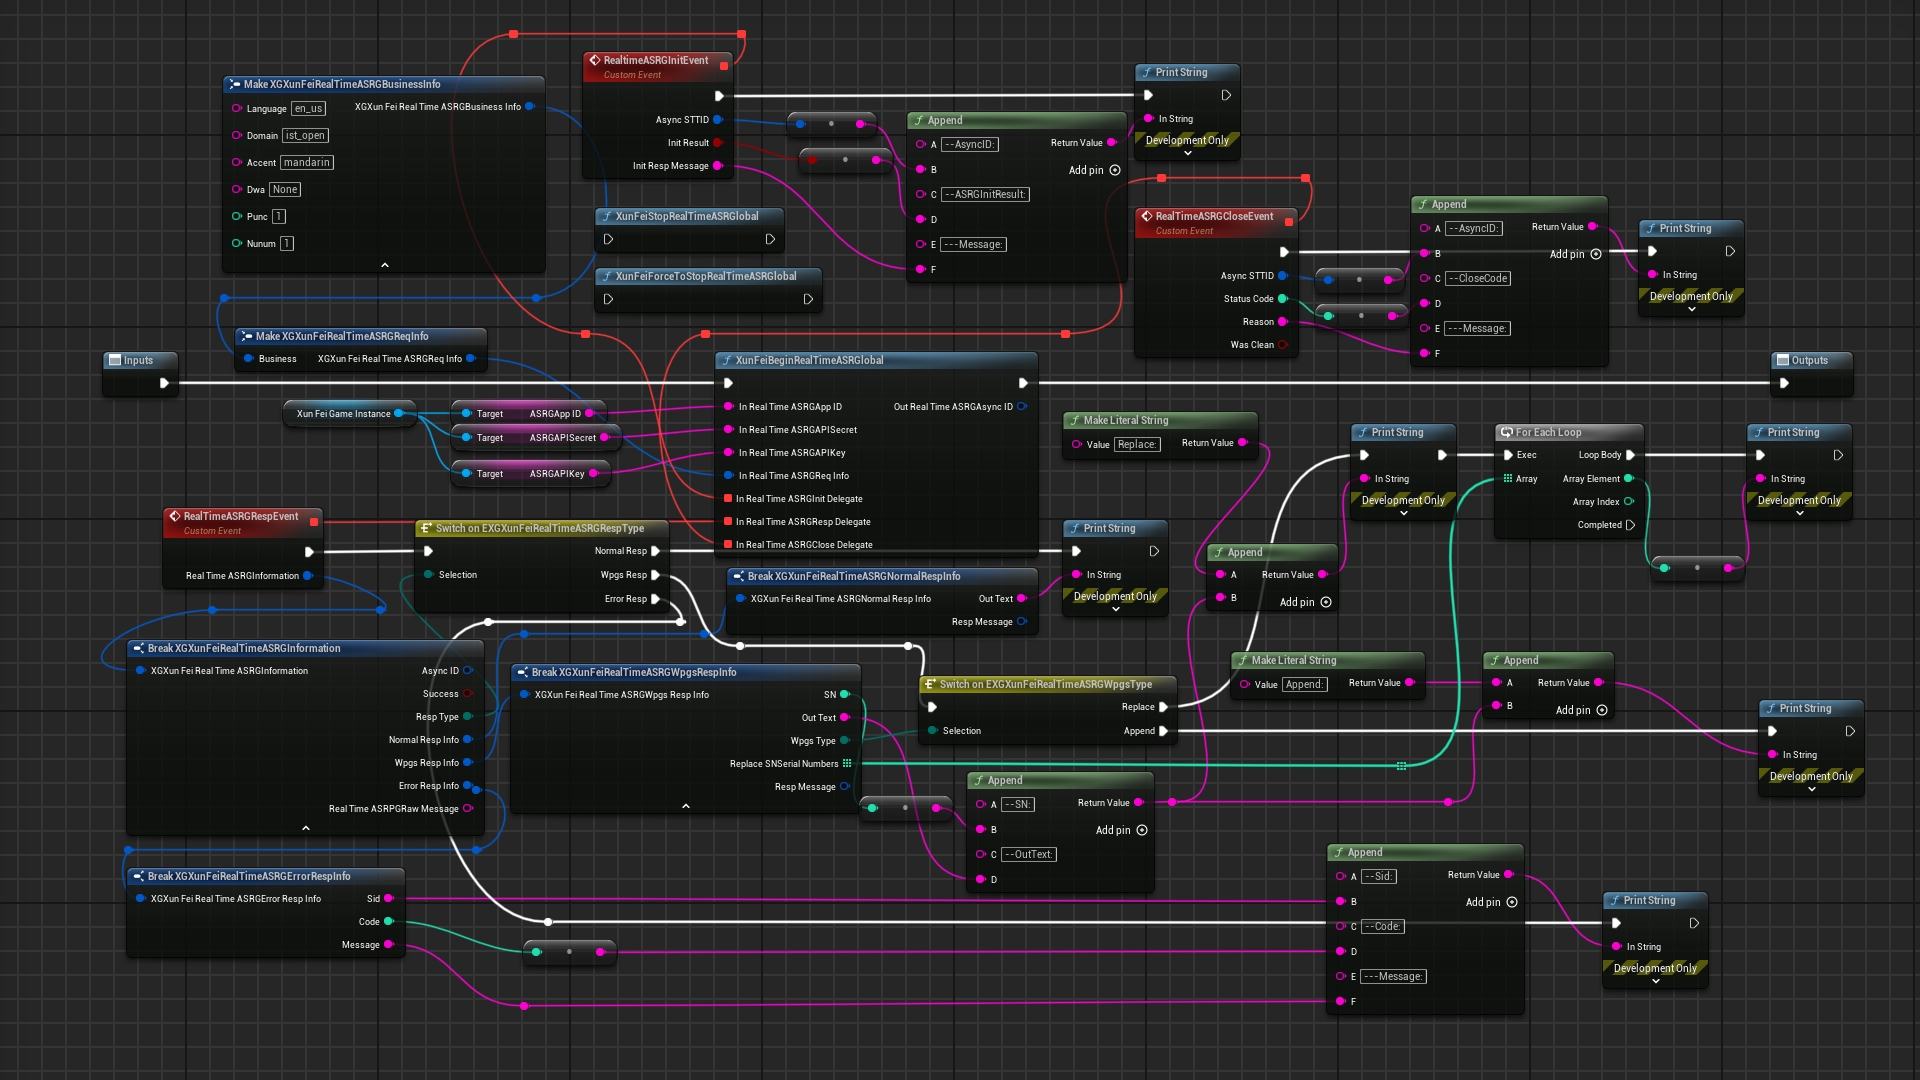 Make XGXunFeiRealTimeASRGBusinessInfo
Language en_us
XGXun Fei Real Time ASRGBusiness Info
Domain ist_open
Accent mandarin
Dwa None
Punc 1
Nunum 1
RealtimeASRGInitEvent
Custom Event
Async STTID
Init Result
Init Resp Message
Append
A --AsyncID:
Return Value
B
Add pin
C --ASRGInitResult:
D
E ---Message:
F
Print String
In String
Development Only
XunFeiStopRealTimeASRGlobal
XunFeiForceToStopRealTimeASRGlobal
RealTimeASRGCloseEvent
Custom Event
Async STTID
Status Code
Reason
Was Clean
Append
A --AsyncID:
Return Value
B
Add pin
C --CloseCode
D
E ---Message:
F
Print String
In String
Development Only
Make XGXunFeiRealTimeASRGReqInfo
Business
XGXun Fei Real Time ASRGReq Info
Inputs
Xun Fei Game Instance
Target ASRGApp ID
Target ASRGAPISecret
Target ASRGAPIKey
XunFeiBeginRealTimeASRGlobal
In Real Time ASRGApp ID
Out Real Time ASRGAsync ID
In Real Time ASRGAPISecret
In Real Time ASRGAPIKey
In Real Time ASRGReq Info
In Real Time ASRGInit Delegate
In Real Time ASRGResp Delegate
In Real Time ASRGClose Delegate
Outputs
Make Literal String
Value Replace:
Return Value
Print String
In String
Development Only
For Each Loop
Exec
Loop Body
Array
Array Element
Array Index
Completed
Print String
In String
Development Only
RealTimeASRGRespEvent
Custom Event
Real Time ASRGInformation
Switch on EXGXunFeiRealTimeASRGRespType
Normal Resp
Selection
Wpgs Resp
Error Resp
Print String
In String
Development Only
Append
A
Return Value
B
Add pin
Break XGXunFeiRealTimeASRGNormalRespInfo
XGXun Fei Real Time ASRGNormal Resp Info
Out Text
Resp Message
Break XGXunFeiRealTimeASRGInformation
XGXun Fei Real Time ASRGInformation
Async ID
Success
Resp Type
Normal Resp Info
Wpgs Resp Info
Error Resp Info
Real Time ASRPGRaw Message
Break XGXunFeiRealTimeASRGWpgsRespInfo
XGXun Fei Real Time ASRGWpgs Resp Info
SN
Out Text
Wpgs Type
Replace SNSerial Numbers
Resp Message
Switch on EXGXunFeiRealTimeASRGWpgsType
Replace
Selection
Append
Make Literal String
Value Append:
Return Value
Append
A
Return Value
B
Add pin
Print String
In String
Development Only
Append
A --SN:
Return Value
B
Add pin
C --OutText:
D
Break XGXunFeiRealTimeASRGErrorRespInfo
XGXun Fei Real Time ASRGError Resp Info
Sid
Code
Message
Append
A --Sid:
Return Value
B
Add pin
C --Code:
D
E ---Message:
F
Print String
In String
Development Only